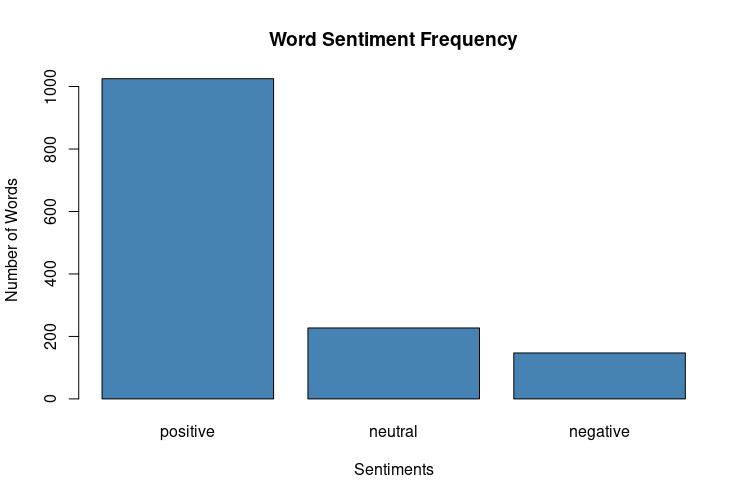 Word Sentiment Frequency
Number of Words
1000
800
600
400
200
0
positive neutral negative
Sentiments